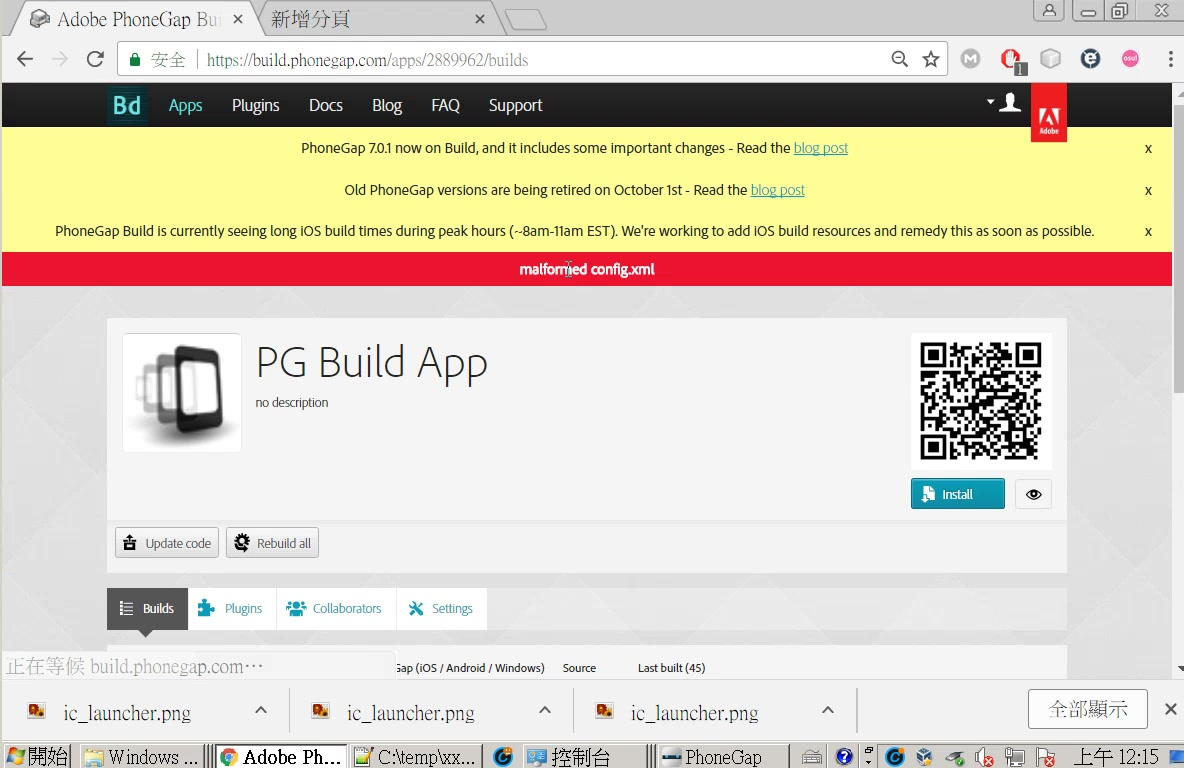 Adobe PhoneGap Bu
新增分頁
安全 https://build.phonegap.com/apps/2889962/builds
1
osu!
Bd Apps Plugins Docs Blog FAQ Support
Adobe
PhoneGap 7.0.1 now on Build, and it includes some important changes - Read the blog post x
Old PhoneGap versions are being retired on October 1st - Read the blog post x
PhoneGap Build is currently seeing long iOS build times during peak hours (~8am-11am EST). We're working to add iOS build resources and remedy this as soon as possible. x
malformed config.xml
PG Build App
no description
Install
Update code Rebuild all
Builds Plugins Collaborators Settings
正在等候 build.phonegap.com…
Gap (iOS / Android / Windows) Source Last built (45)
ic_launcher.png ic_launcher.png ic_launcher.png 全部顯示
開始 Windows ... Adobe Ph... C:\temp\xx... 控制台 PhoneGap 上午 12:15